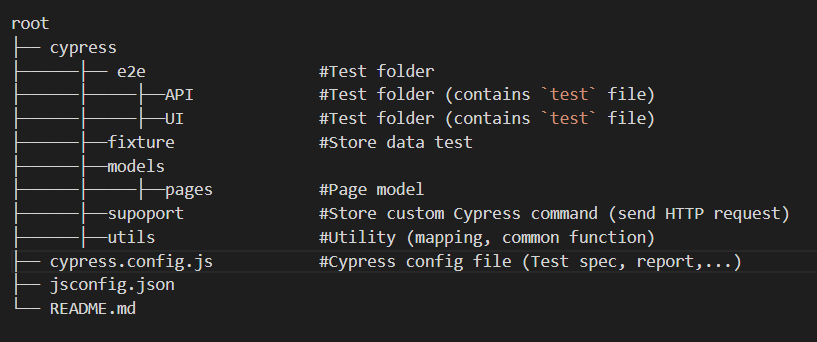 root
├── cypress
├──────├── e2e                 #Test folder
├──────├─────├──API            #Test folder (contains `test` file)
├──────├─────├──UI             #Test folder (contains `test` file)
├──────├──fixture              #Store data test
├──────├──models
├──────├─────├──pages          #Page model
├──────├──supoport             #Store custom Cypress command (send HTTP request)
├──────├──utils                #Utility (mapping, common function)
├── cypress.config.js          #Cypress config file (Test spec, report,...)
├── jsconfig.json
└── README.md